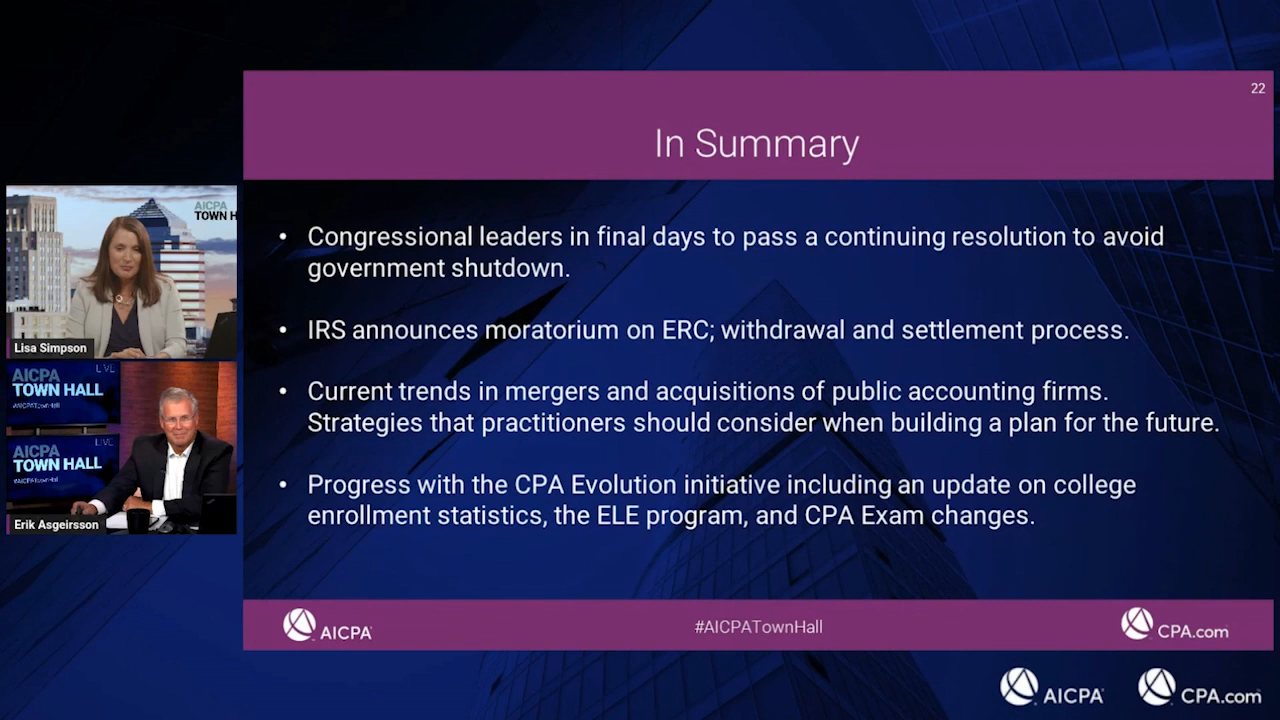 22
In Summary
AICPA
TOWN H
Lisa Simpson
LIVE
AICPA
TOWN HALL
#AICPATownHall
LIVE
AICPA
TOWN HALL
#AICPATownHall
Erik Asgeirsson
• Congressional leaders in final days to pass a continuing resolution to avoid
government shutdown.
• IRS announces moratorium on ERC; withdrawal and settlement process.
• Current trends in mergers and acquisitions of public accounting firms.
Strategies that practitioners should consider when building a plan for the future.
• Progress with the CPA Evolution initiative including an update on college
enrollment statistics, the ELE program, and CPA Exam changes.
AICPA
#AICPATownHall
CPA.com
AICPA
CPA.com